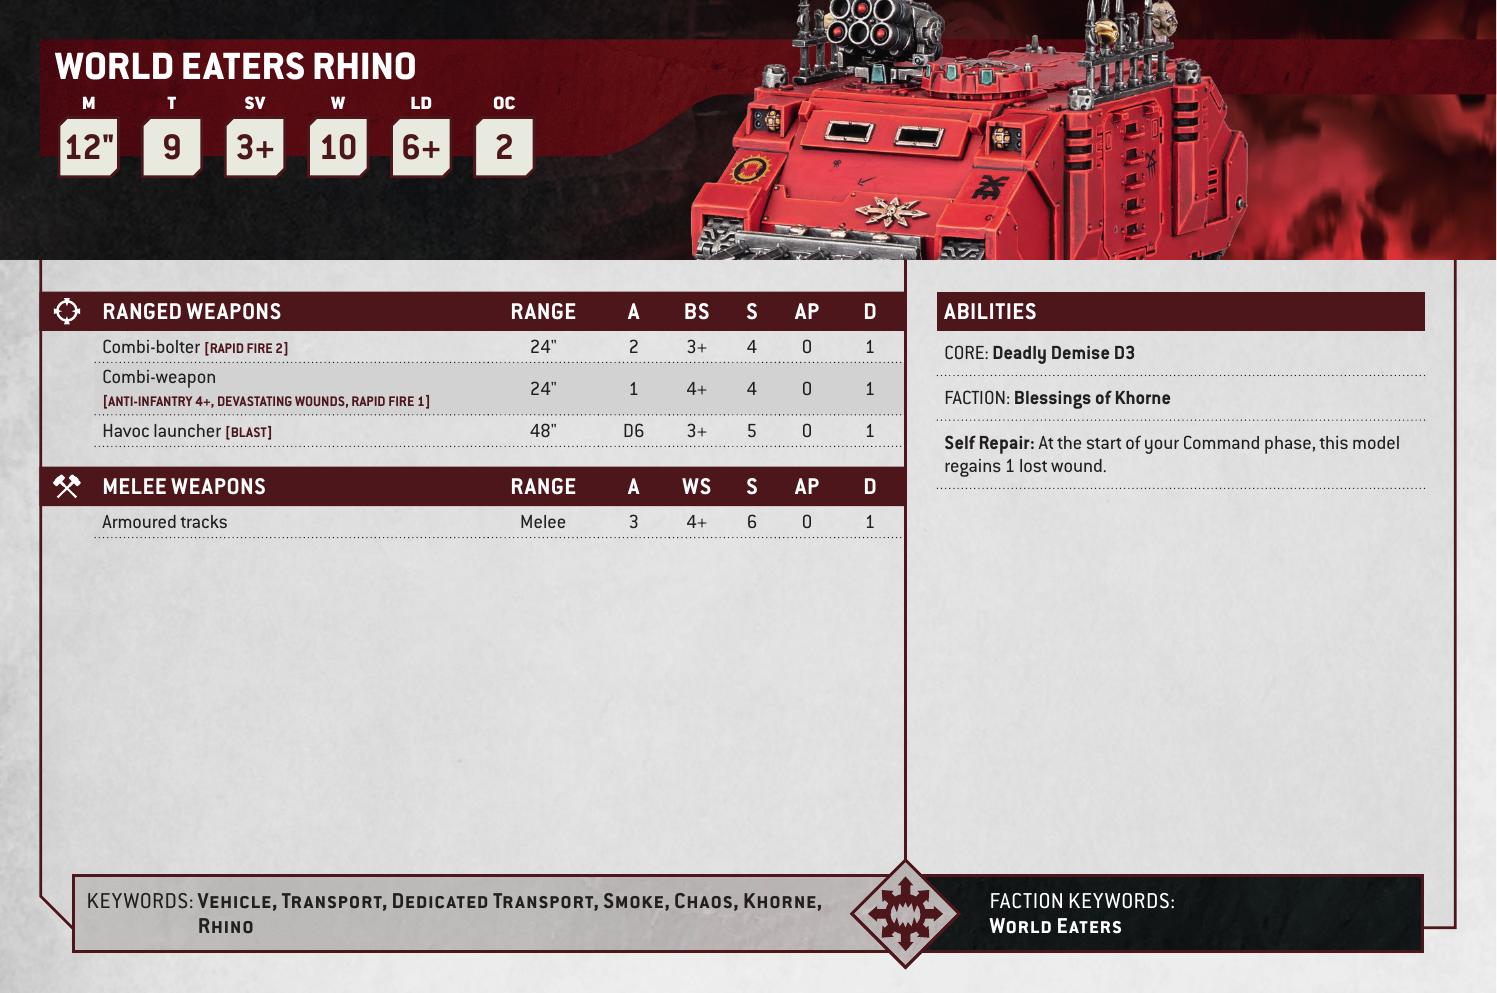 WORLD EATERS RHINO
M T SV W LD OC
12" 9 3+ 10 6+ 2
RANGED WEAPONS RANGE A BS S AP D
Combi-bolter [RAPID FIRE 2] 24" 2 3+ 4 0 1
Combi-weapon
[ANTI-INFANTRY 4+, DEVASTATING WOUNDS, RAPID FIRE 1] 24" 1 4+ 4 0 1
Havoc launcher [BLAST] 48" D6 3+ 5 0 1
MELEE WEAPONS RANGE A WS S AP D
Armoured tracks Melee 3 4+ 6 0 1
ABILITIES
CORE: Deadly Demise D3
FACTION: Blessings of Khorne
Self Repair: At the start of your Command phase, this model
regains 1 lost wound.
KEYWORDS: VEHICLE, TRANSPORT, DEDICATED TRANSPORT, SMOKE, CHAOS, KHORNE,
RHINO
FACTION KEYWORDS:
WORLD EATERS